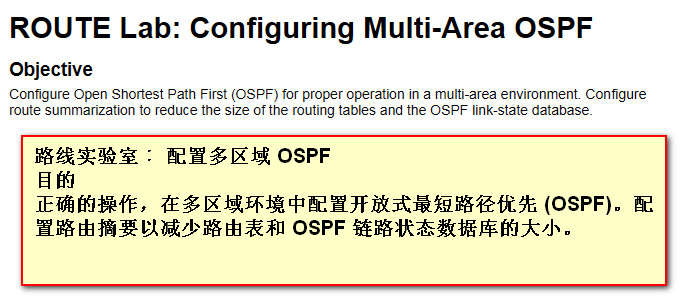 ROUTE Lab: Configuring Multi-Area OSPF
Objective
Configure Open Shortest Path First (OSPF) for proper operation in a multi-area environment. Configure
route summarization to reduce the size of the routing tables and the OSPF link-state database.
路线实验室： 配置多区域 OSPF
目的
正确的操作，在多区域环境中配置开放式最短路径优先 (OSPF)。配
置路由摘要以减少路由表和 OSPF 链路状态数据库的大小。